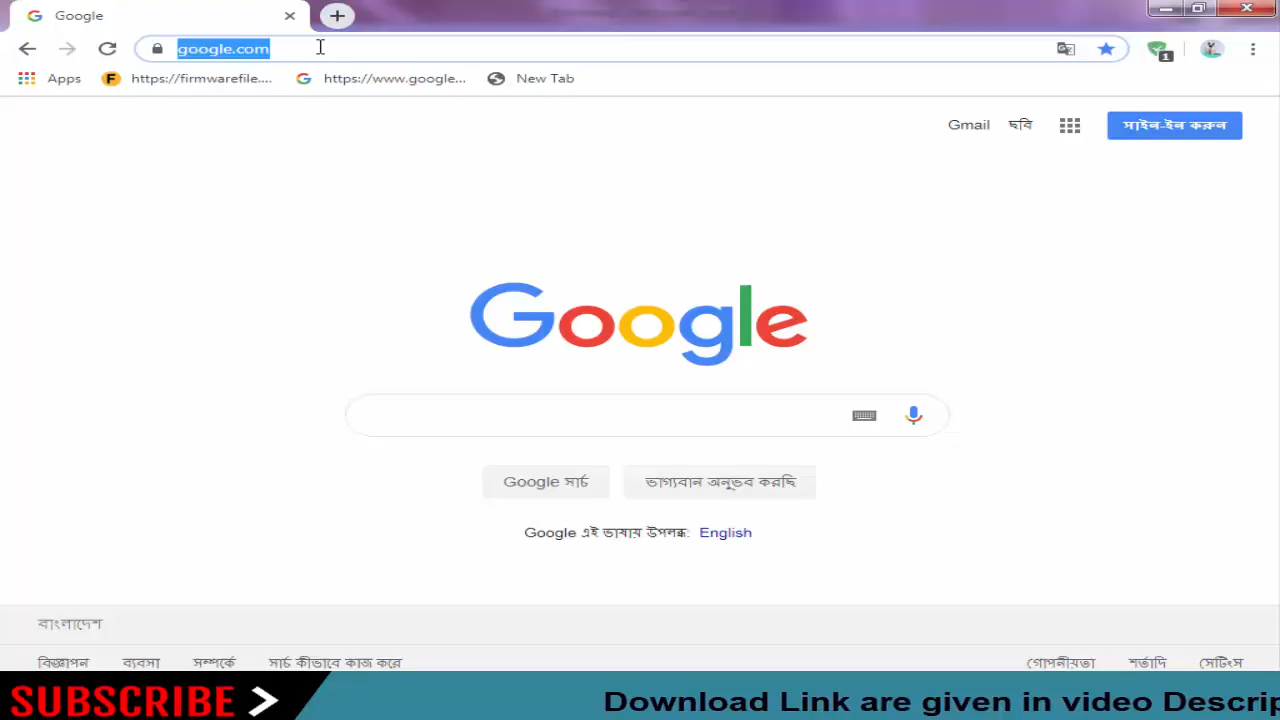 Google
google.com
1
Apps
https://firmwarefile....
https://www.google...
New Tab
Gmail ছবি সাইন-ইন করুন
Google
Google সার্চ ভাগ্যবান অনুভব করছি
Google এই ভাষায় উপলব্ধ: English
বাংলাদেশ
বিজ্ঞাপন ব্যবসা সম্পর্কে সার্চ কীভাবে কাজ করে গোপনীয়তা শর্তাদি সেটিংস
SUBSCRIBE Download Link are given in video Descrip